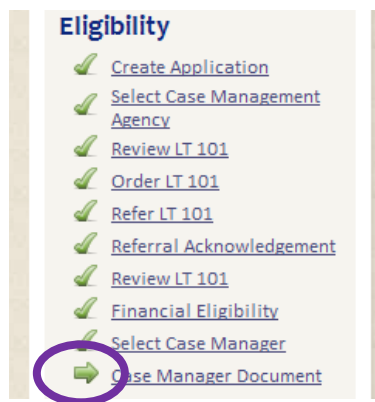 Eligibility
Create Application
Select Case Management
Agency
Review LT 101
Order LT 101
Refer LT 101
Referral Acknowledgement
Review LT 101
Financial Eligibility
Select Case Manager
Case Manager Document